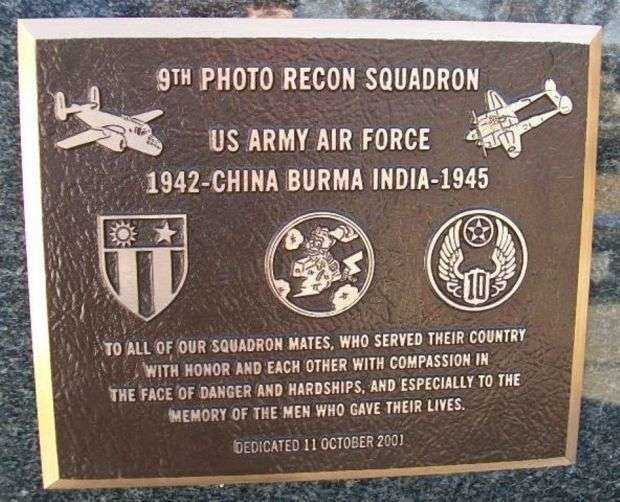 9TH PHOTO RECON SQUADRON
US ARMY AIR FORCE
1942-CHINA BURMA INDIA-1945
10
TO ALL OF OUR SQUADRON MATES, WHO SERVED THEIR COUNTRY
WITH HONOR AND EACH OTHER WITH COMPASSION IN
THE FACE OF DANGER AND HARDSHIPS, AND ESPECIALLY TO THE
MEMORY OF THE MEN WHO GAVE THEIR LIVES.
DEDICATED 11 OCTOBER 2001